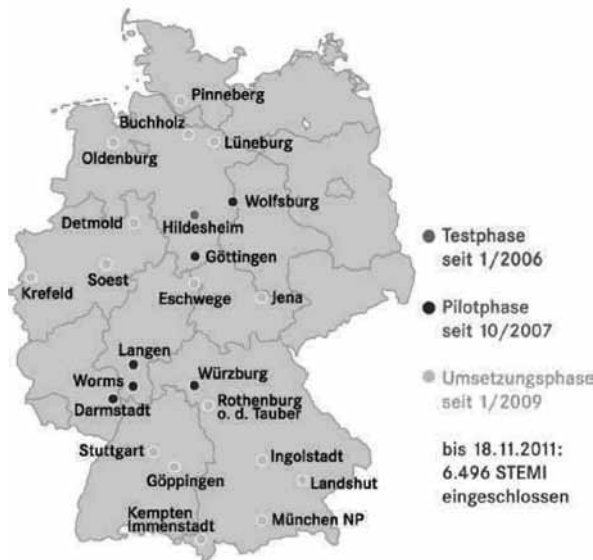 Pinneberg
Buchholz
Lüneburg
Oldenburg
Wolfsburg
Detmold
Hildesheim
Göttingen
Soest
Krefeld
Eschwege
Jena
Langen
Worms
Würzburg
Darmstadt
Rothenburg
o. d. Tauber
Stuttgart
Ingolstadt
Göppingen
Landshut
Kempten
Immenstadt
München NP
Testphase
seit 1/2006
Pilotphase
seit 10/2007
Umsetzungsphase
seit 1/2009
bis 18.11.2011:
6.496 STEMI
eingeschlossen